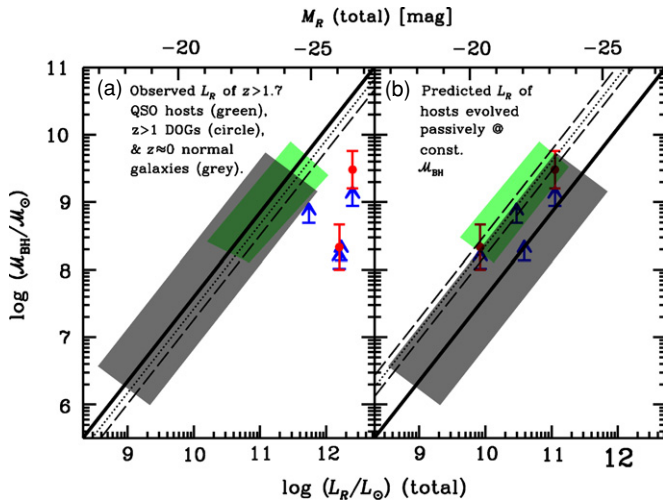 M_R (total) [mag]
−20 −25 −20 −25
11
10
9
8
7
6
log (M_BH/M_⊙)
(a) Observed L_R of z>1.7
QSO hosts (green),
z>1 DOGs (circle),
& z≈0 normal
galaxies (grey).
(b) Predicted L_R of
hosts evolved
passively @
const.
M_BH
9 10 11 12 9 10 11 12
log (L_R/L_⊙) (total)